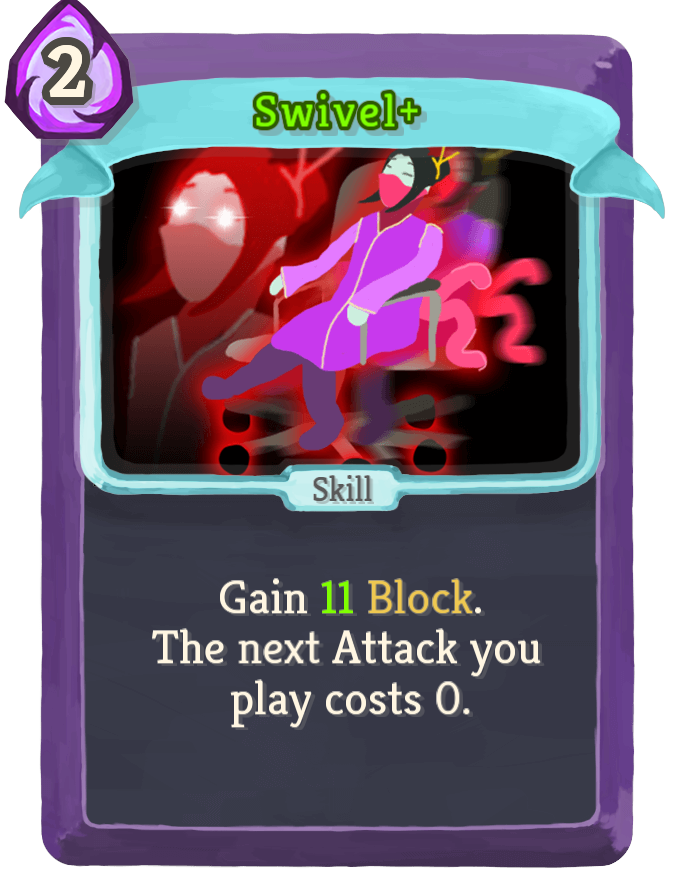 2
Swivel+
Skill
Gain 11 Block.
The next Attack you
play costs 0.